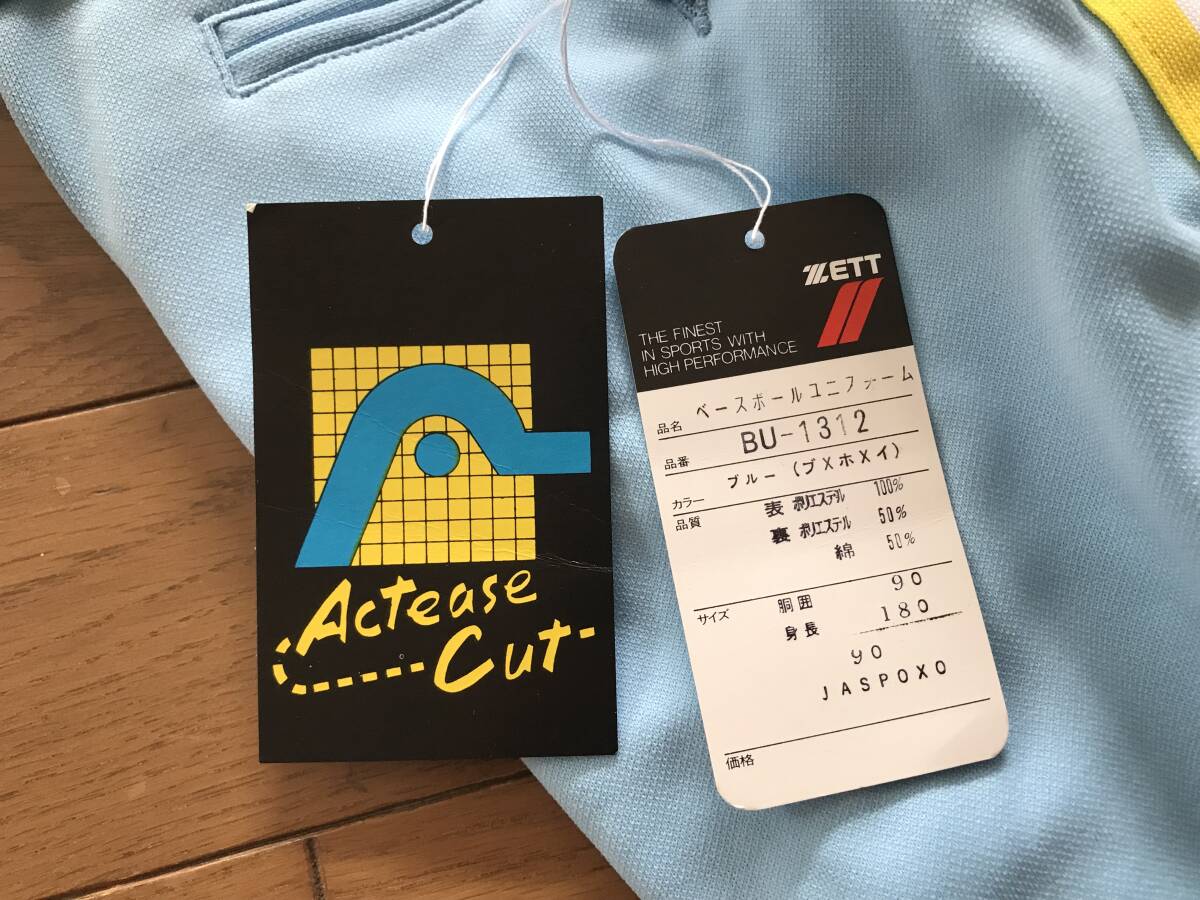 Actease
Cut
ZETT
THE FINEST
IN SPORTS WITH
HIGH PERFORMANCE
品名 ベースボールユニフォーム
品番 BU-1312
カラー ブルー(ブXホXイ)
品質 表 ポリエステル 100%
裏 ポリエステル 50%
綿 50%
サイズ 胴囲 90
身長 180
y0
JASPOXO
価格